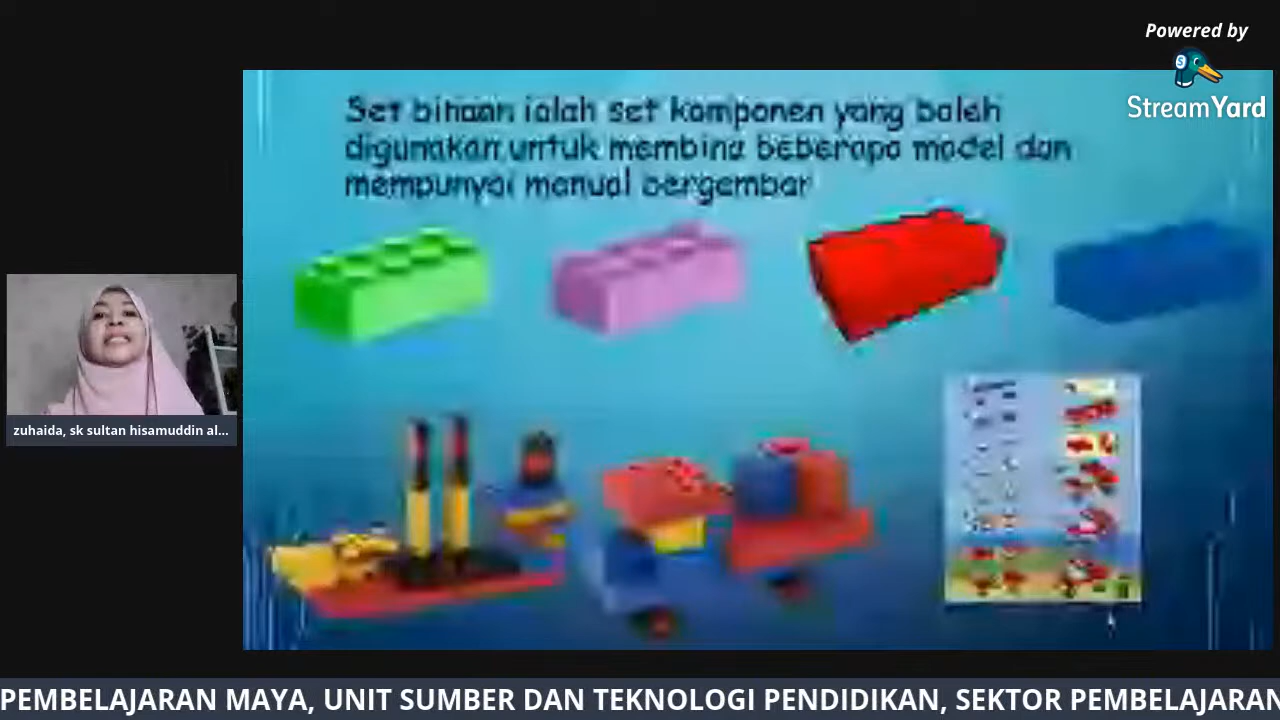 Powered by
StreamYard
Set binaan ialah set komponen yang boleh
digunakan untuk membina beberapa model dan
mempunyai manual bergambar
zuhaida, sk sultan hisamuddin al...
PEMBELAJARAN MAYA, UNIT SUMBER DAN TEKNOLOGI PENDIDIKAN, SEKTOR PEMBELAJARAN